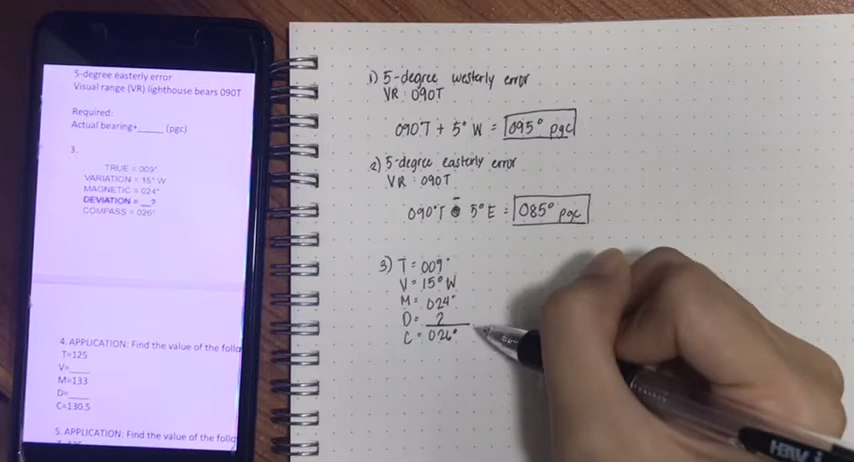 5-degree easterly error
Visual range (VR) lighthouse bears 090T
Required:
Actual bearing+_____ (pgc)
3.
TRUE = 009°
VARIATION = 15° W
MAGNETIC = 024°
DEVIATION = __?
COMPASS = 026°
4. APPLICATION: Find the value of the follo
T=125
V=____
M=133
D=____
C=130.5
5. APPLICATION: Find the value of the follo
1) 5-degree westerly error
VR: 090T
090T + 5° W = 095° pgc
2) 5-degree easterly error
VR: 090T
090°T - 5°E = 085° pgc
3) T = 009°
V = 15° W
M = 024°
D = ?
C = 026°